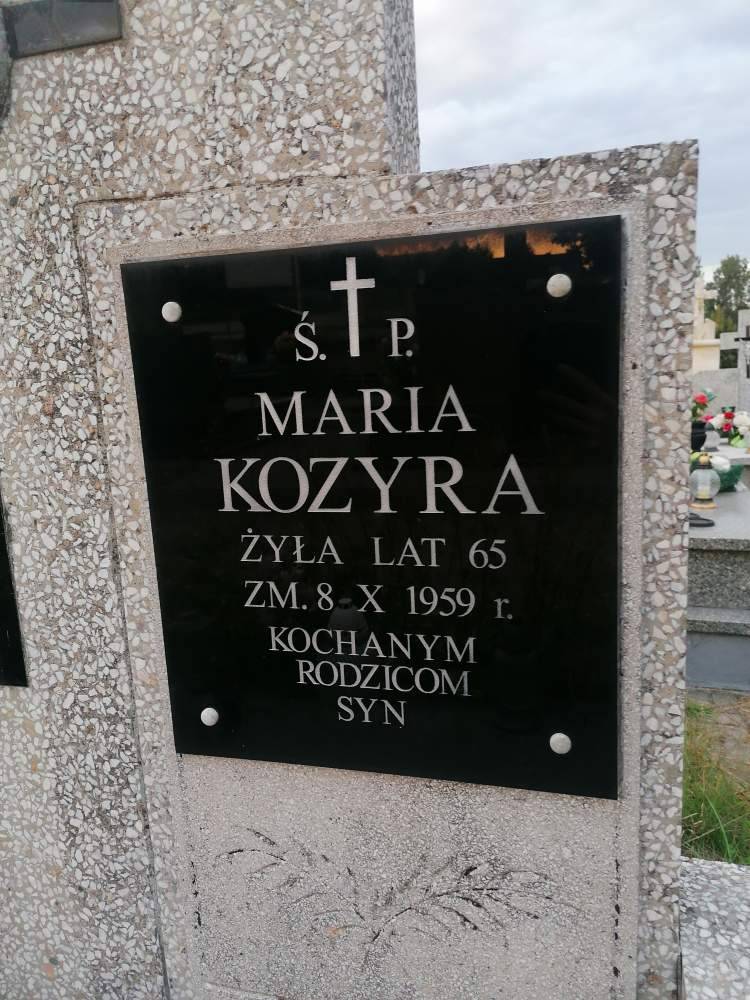 Ś. P.
MARIA
KOZYRA
ŻYŁA LAT 65
ZM. 8 X 1959 r.
KOCHANYM
RODZICOM
SYN